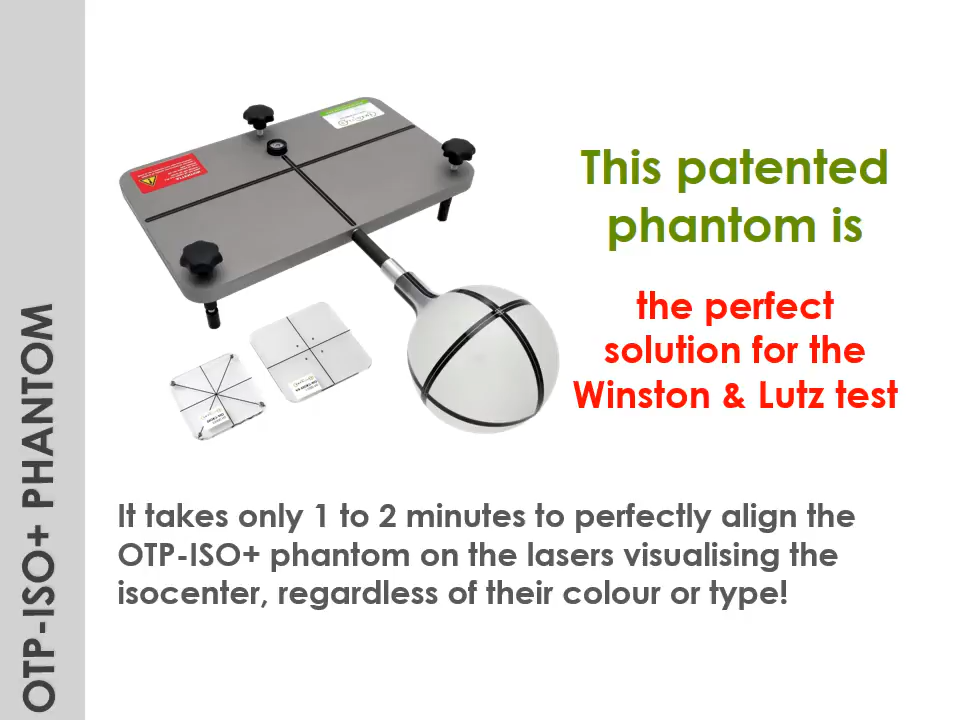 OTP-ISO+ PHANTOM
This patented
phantom is
the perfect
solution for the
Winston & Lutz test
It takes only 1 to 2 minutes to perfectly align the
OTP-ISO+ phantom on the lasers visualising the
isocenter, regardless of their colour or type!